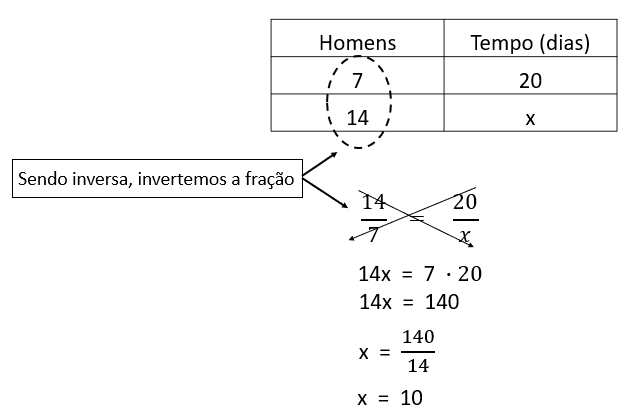 Homens Tempo (dias)
7 20
14 x
Sendo inversa, invertemos a fração
14/7 = 20/x
14x = 7 · 20
14x = 140
x = 140/14
x = 10